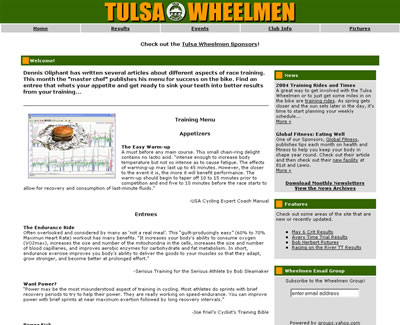 TULSA WHEELMEN
Home Results Events Club Info Pictures
Check out the Tulsa Wheelmen Sponsors!
Welcome!
Dennis Oliphant has written several articles about different aspects of race training.
This month the "master chef" publishes his menu for success on the bike. Find an
entree that whets your appetite and get ready to sink your teeth into better results
from your training...
Training Menu
Appetizers
The Easy Warm-up
A must before any main course. This small chain-ring delight
contains no lactic acid. "intense enough to increase body
temperature but not so intense as to cause fatigue. The effects
of warming-up may last up to 45 minutes. However, the closer
to the event it is, the more it will benefit performance. The
warm-up should begin to taper off 10 to 15 minutes prior to
competition and end five to 10 minutes before the race starts to
allow for recovery and consumption of last-minute fluids."
-USA Cycling Expert Coach Manual
Entrees
The Endurance Ride
Often overlooked and considered by many as 'not a real meal'. This "gulf-producingly easy" (60% to 70%
Maximum Heart Rate) workout has many benefits. "It increases your body's ability to consume oxygen
(VO2max), increases the size and number of the mitochondria in the cells, increases the size and number
of blood capillaries, and improves aerobic enzymes for carbohydrate and fat metabolism. In short,
endurance exercise improves your body's ability to deliver the goods to your muscles so that they adapt,
grow stronger, and become better at prolonged effort."
-Serious Training for the Serious Athlete by Rob Sleamaker
Want Power?
"Power may be the most misunderstood aspect of training in cycling. Most athletes do sprints with brief
recovery periods to try to help their power. They are really working on speed-endurance. You can improve
power with brief sprints at near maximum exertion followed by long recovery intervals."
-Joe Friel's Cyclist's Training Bible
News
2004 Training Rides and Times
A great way to get involved with the Tulsa
Wheelmen or to just get some miles in on
the bike are training rides. As spring gets
closer and the sun sets later in the day, it's
time to start planning your weekly
schedule...
More »
Global Fitness: Eating Well
One of our Sponsors, Global Fitness,
publishes tips each month on health and
fitness to help you keep your body in
shape year round. Check out their article
and then check out their new facility at
81st and Lewis.
More »
Download Monthly Newsletters
View the News Archives
Features
Check out some areas of the site that are
new or recently updated.
May 6 Crit Results
Avery Time Trial Results
Bob Herbert Pictures
Racing on the River TT Results
Wheelmen Email Group
Subscribe to the Wheelmen Group!
enter email address
Powered by groups.yahoo.com